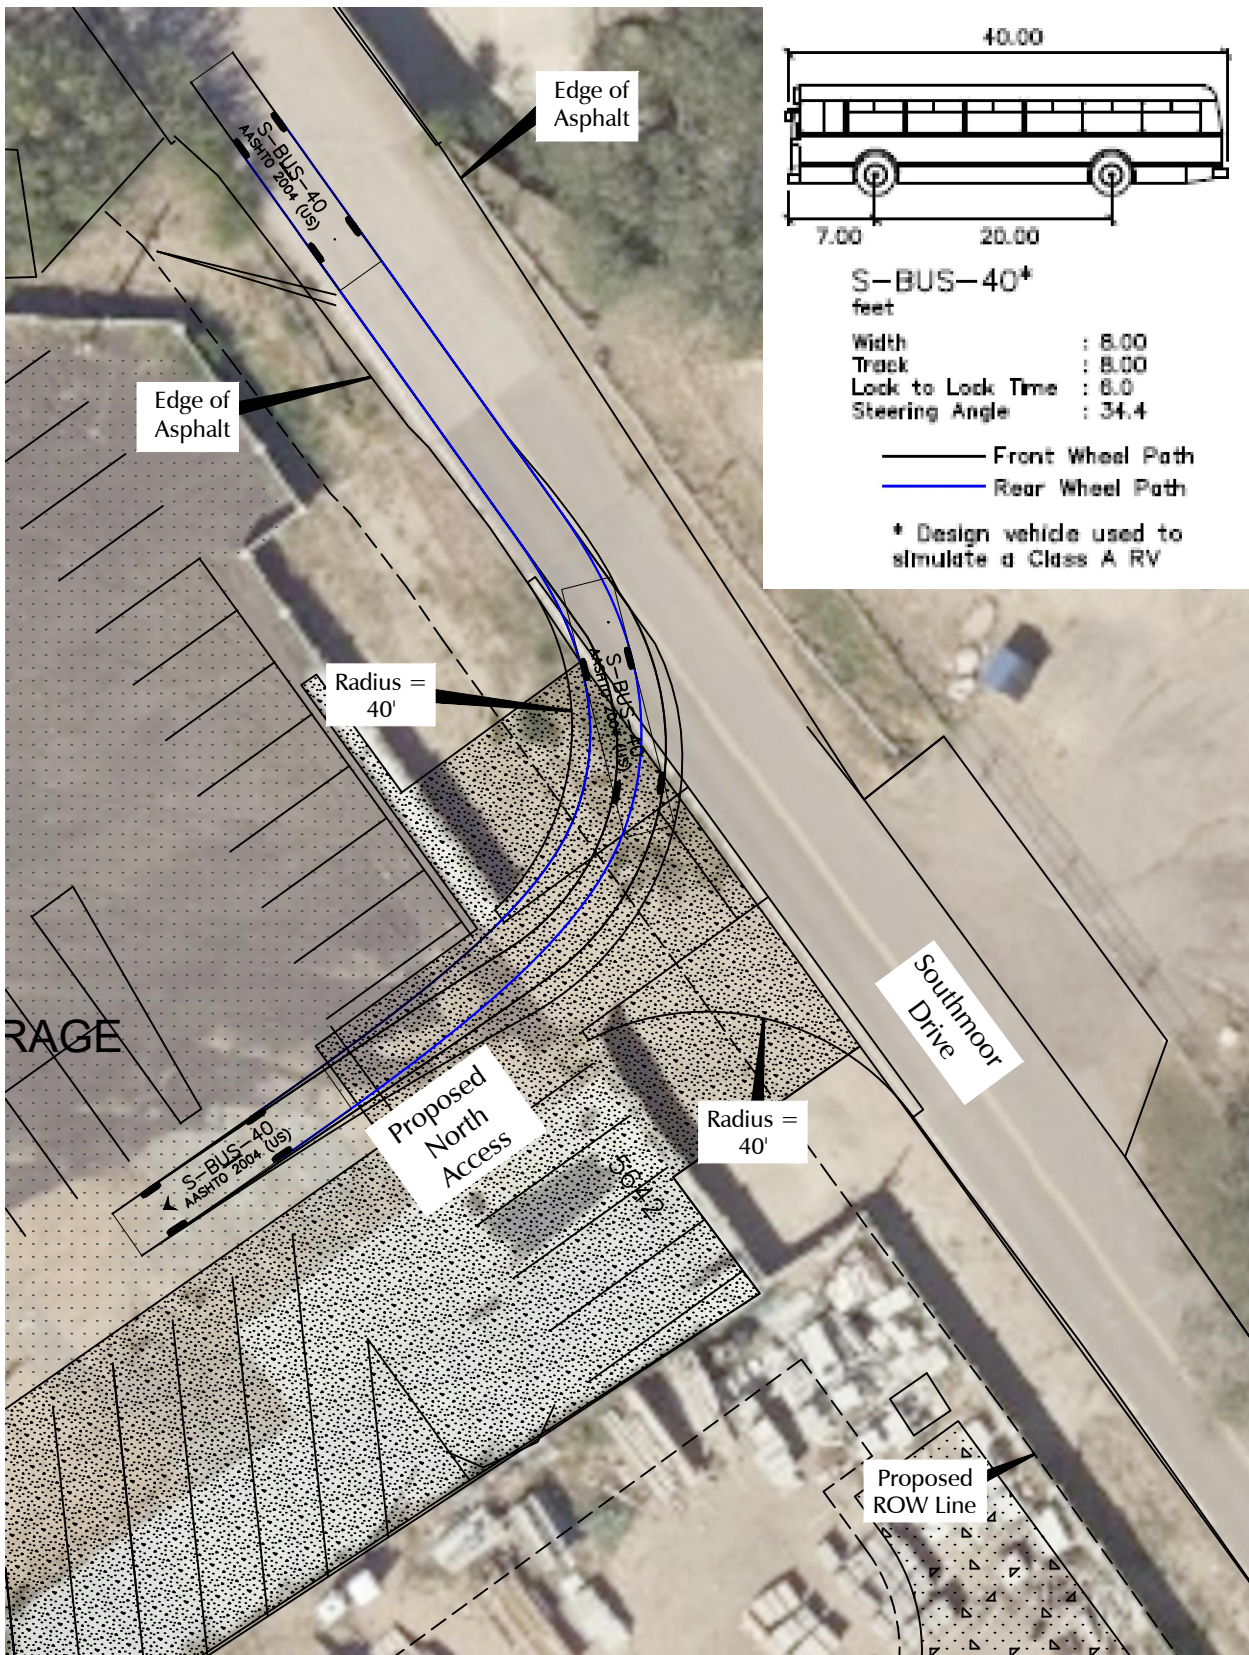 40.00
7.00
20.00
S-BUS-40*
feet
Width : 8.00
Track : 8.00
Lock to Lock Time : 6.0
Steering Angle : 34.4
Front Wheel Path
Rear Wheel Path
* Design vehicle used to
simulate a Class A RV
Edge of
Asphalt
S-BUS-40
AASHTO 2004 (US)
Edge of
Asphalt
Radius =
40'
S-BUS-40
AASHTO 2004 (US)
Southmoor
Drive
RAGE
Proposed
North
Access
Radius =
40'
S-BUS-40
AASHTO 2004 (US)
5642
Proposed
ROW Line